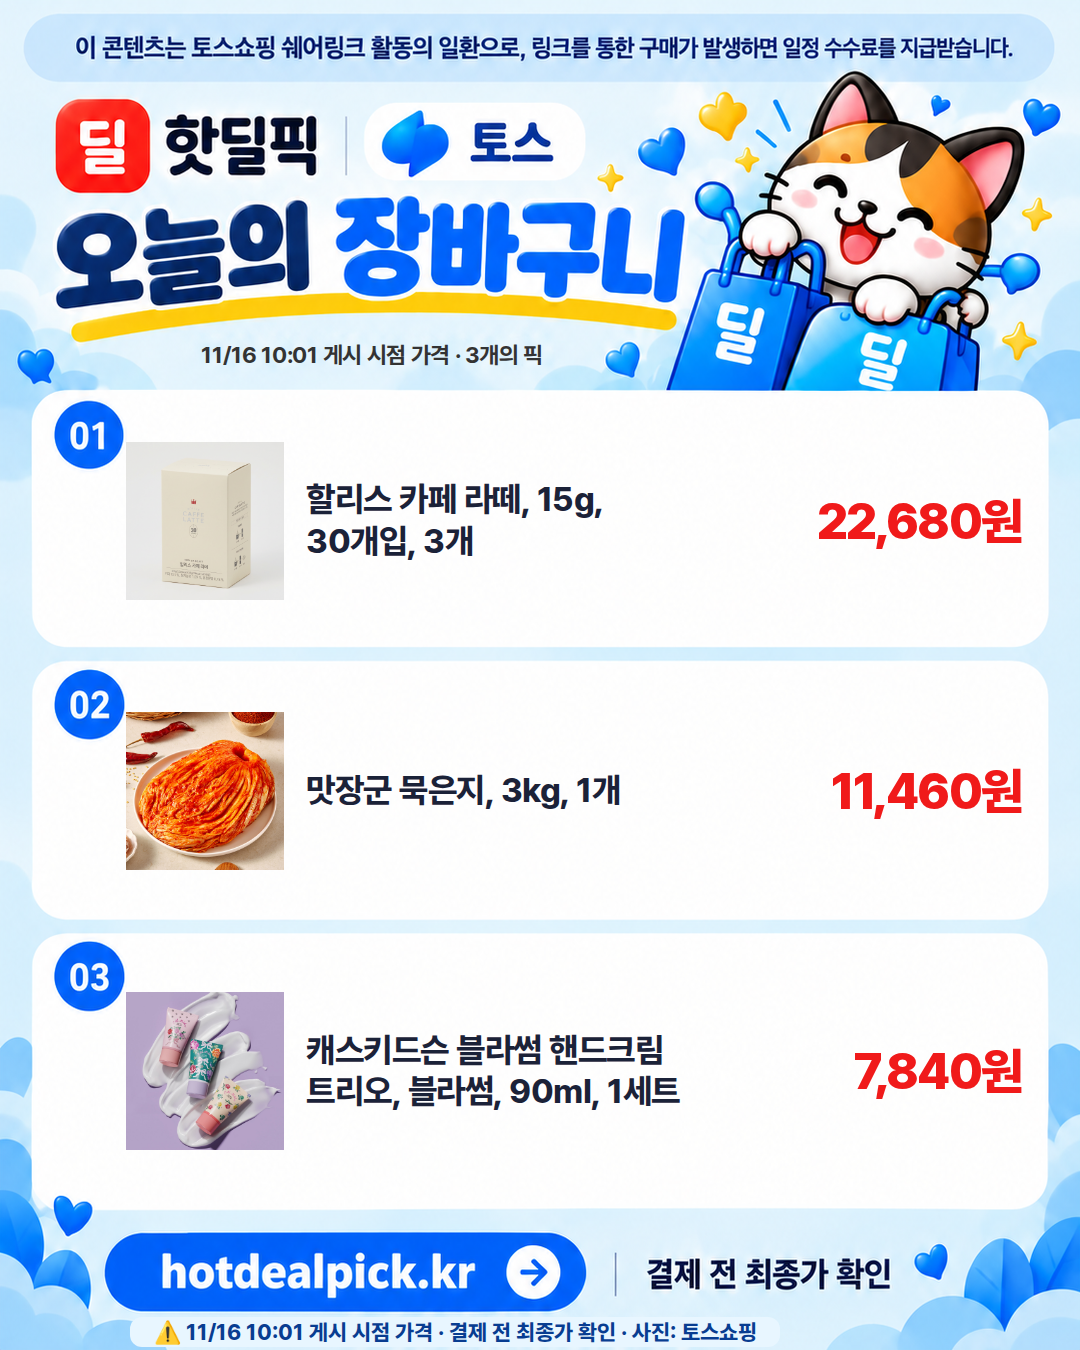 이 콘텐츠는 토스쇼핑 쉐어링크 활동의 일환으로, 링크를 통한 구매가 발생하면 일정 수수료를 지급받습니다.
딜 핫딜픽 토스
오늘의 장바구니
딜 딜
11/16 10:01 게시 시점 가격 · 3개의 픽
01
할리스 카페 라떼, 15g,
30개입, 3개
22,680원
02
맛장군 묵은지, 3kg, 1개
11,460원
03
캐스키드슨 블라썸 핸드크림
트리오, 블라썸, 90ml, 1세트
7,840원
hotdealpick.kr
결제 전 최종가 확인
⚠️ 11/16 10:01 게시 시점 가격 · 결제 전 최종가 확인 · 사진: 토스쇼핑